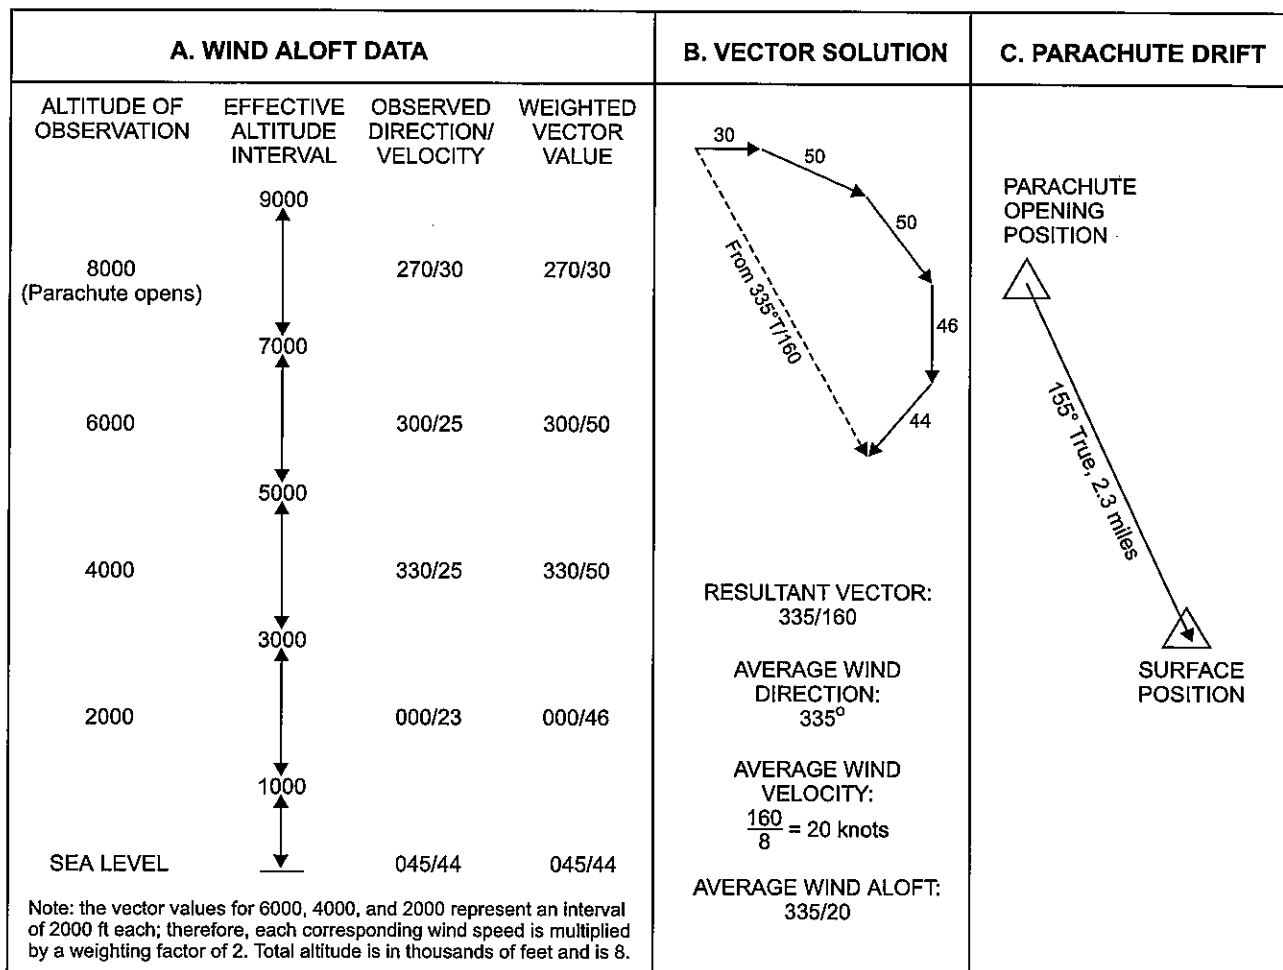 A. WIND ALOFT DATA
ALTITUDE OF
OBSERVATION
EFFECTIVE
ALTITUDE
INTERVAL
OBSERVED
DIRECTION/
VELOCITY
WEIGHTED
VECTOR
VALUE
9000
8000
(Parachute opens)
270/30
270/30
7000
6000
300/25
300/50
5000
4000
330/25
330/50
3000
2000
000/23
000/46
1000
SEA LEVEL
045/44
045/44
Note: the vector values for 6000, 4000, and 2000 represent an interval
of 2000 ft each; therefore, each corresponding wind speed is multiplied
by a weighting factor of 2. Total altitude is in thousands of feet and is 8.
B. VECTOR SOLUTION
30
50
50
46
44
From 335°T/160
RESULTANT VECTOR:
335/160
AVERAGE WIND
DIRECTION:
335°
AVERAGE WIND
VELOCITY:
160
8
= 20 knots
AVERAGE WIND ALOFT:
335/20
C. PARACHUTE DRIFT
PARACHUTE
OPENING
POSITION
155° True, 2.3 miles
SURFACE
POSITION